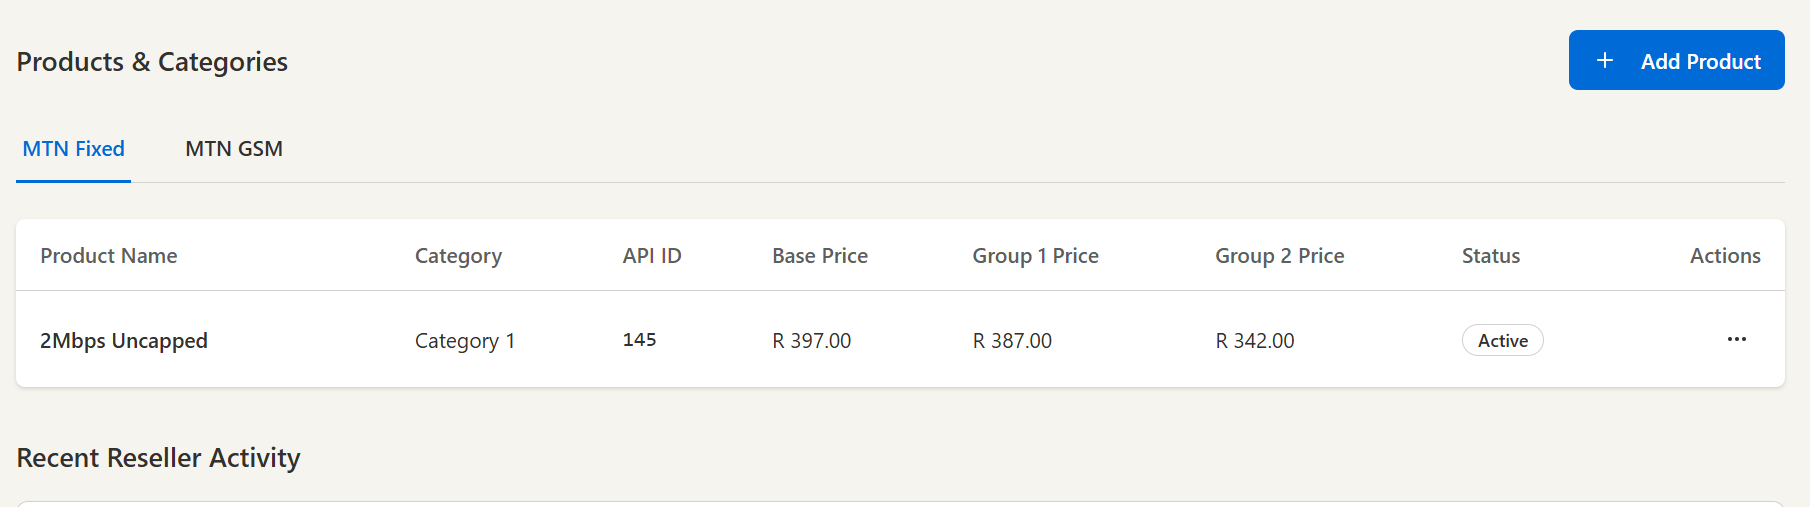 Products & Categories
+ Add Product
MTN Fixed MTN GSM
Product Name Category API ID Base Price Group 1 Price Group 2 Price Status Actions
2Mbps Uncapped Category 1 145 R 397.00 R 387.00 R 342.00 Active ...
Recent Reseller Activity